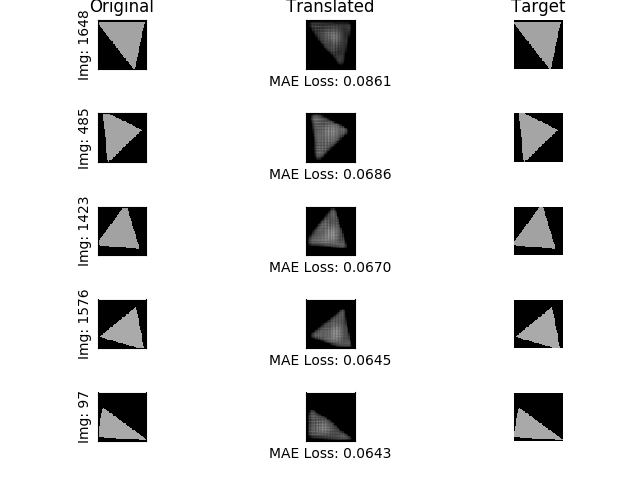 Original Translated Target
Img: 1648
MAE Loss: 0.0861
Img: 485
MAE Loss: 0.0686
Img: 1423
MAE Loss: 0.0670
Img: 1576
MAE Loss: 0.0645
Img: 97
MAE Loss: 0.0643